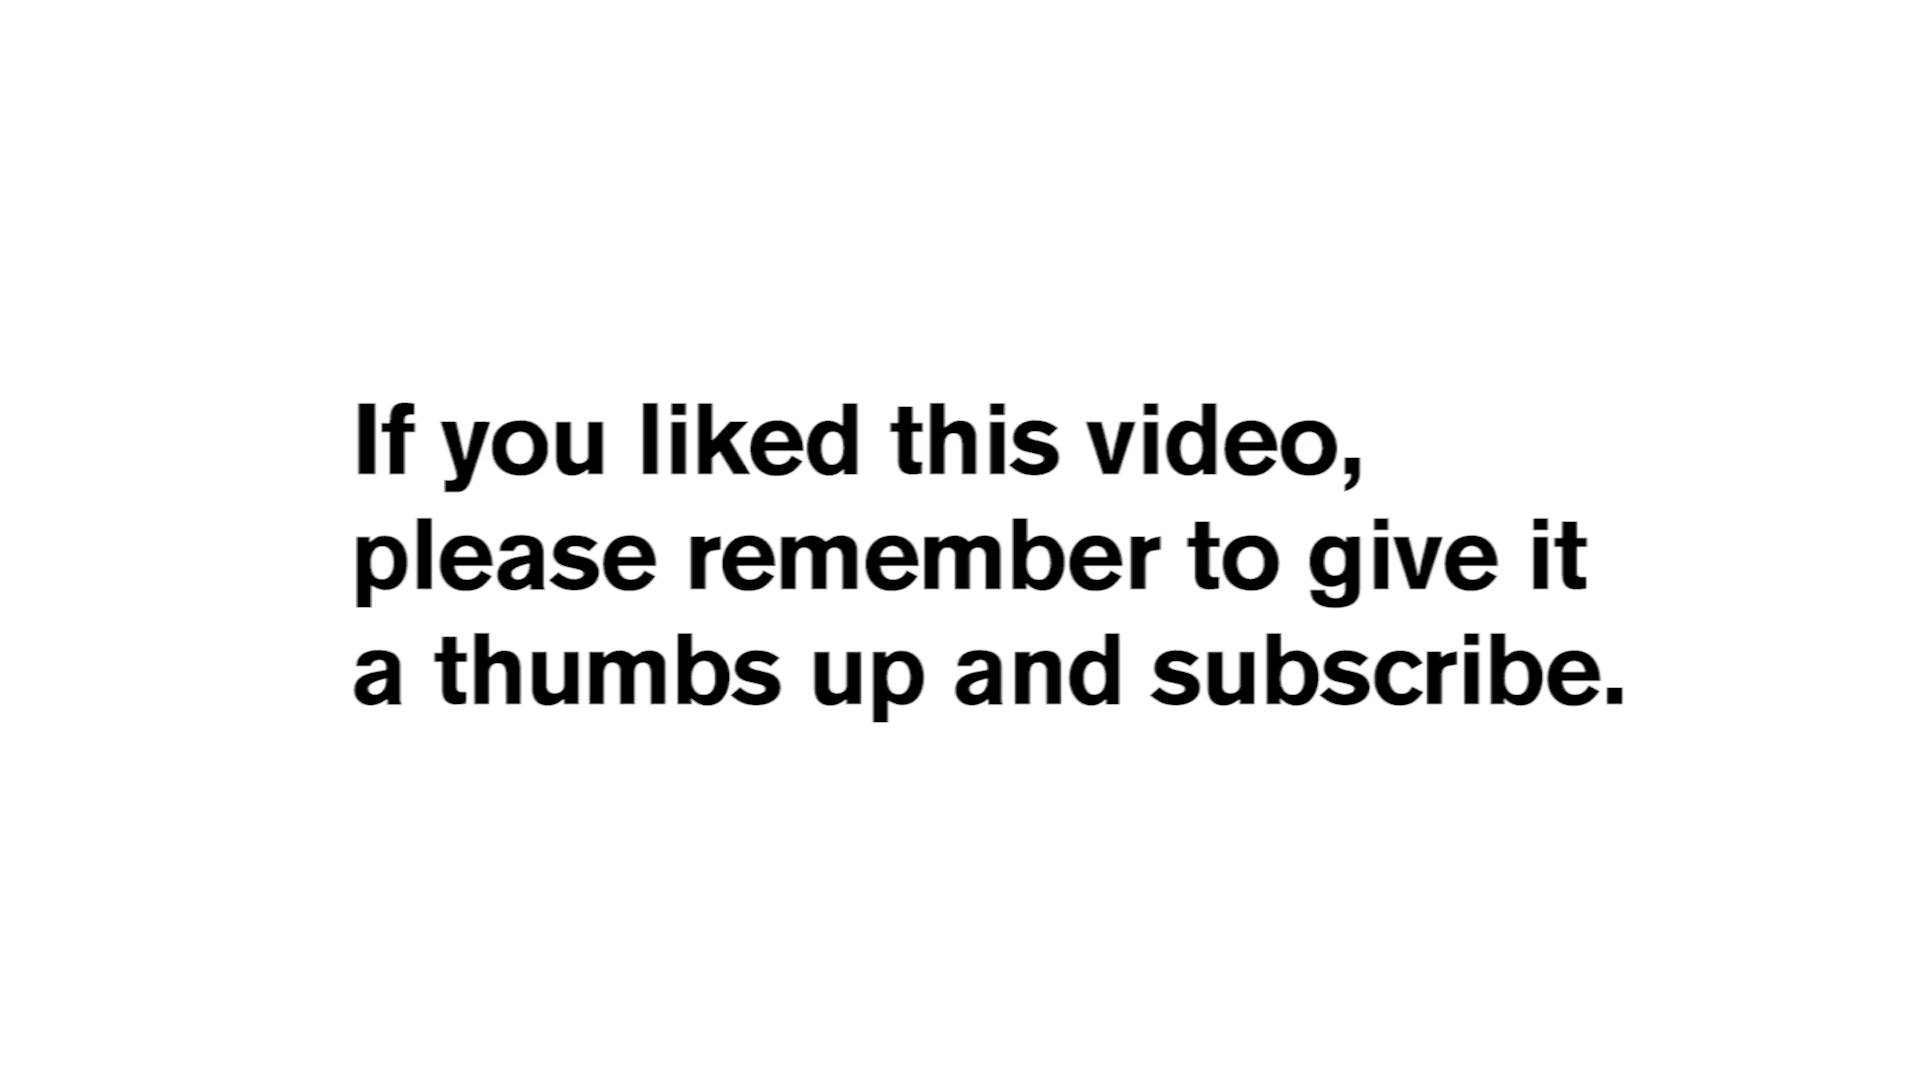 If you liked this video,
please remember to give it
a thumbs up and subscribe.